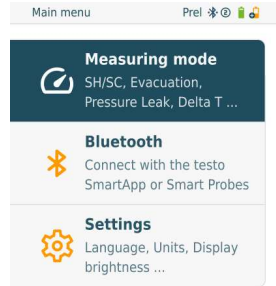 Main menu Prel 2
Measuring mode
SH/SC, Evacuation,
Pressure Leak, Delta T ...
Bluetooth
Connect with the testo
SmartApp or Smart Probes
Settings
Language, Units, Display
brightness ...